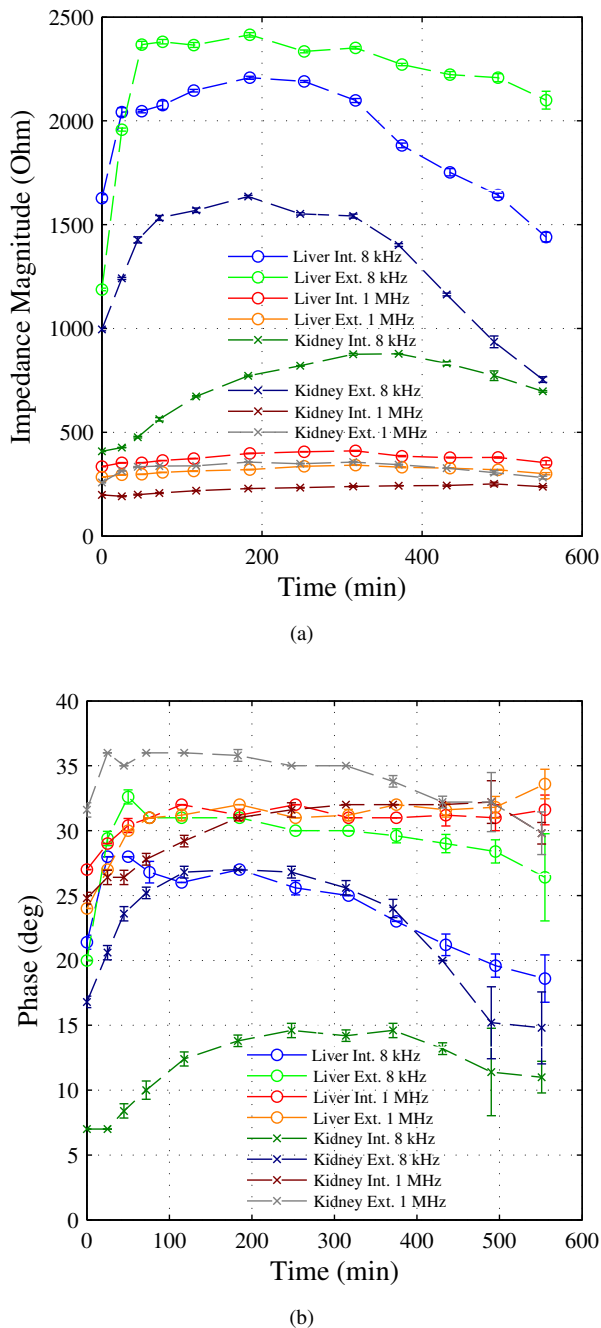 2500
2000
1500
1000
500
0
Impedance Magnitude (Ohm)
Liver Int. 8 kHz
Liver Ext. 8 kHz
Liver Int. 1 MHz
Liver Ext. 1 MHz
Kidney Int. 8 kHz
Kidney Ext. 8 kHz
Kidney Int. 1 MHz
Kidney Ext. 1 MHz
0 200 400 600
Time (min)
(a)
40
35
30
25
20
15
10
5
0
Phase (deg)
Liver Int. 8 kHz
Liver Ext. 8 kHz
Liver Int. 1 MHz
Liver Ext. 1 MHz
Kidney Int. 8 kHz
Kidney Ext. 8 kHz
Kidney Int. 1 MHz
Kidney Ext. 1 MHz
0 100 200 300 400 500 600
Time (min)
(b)